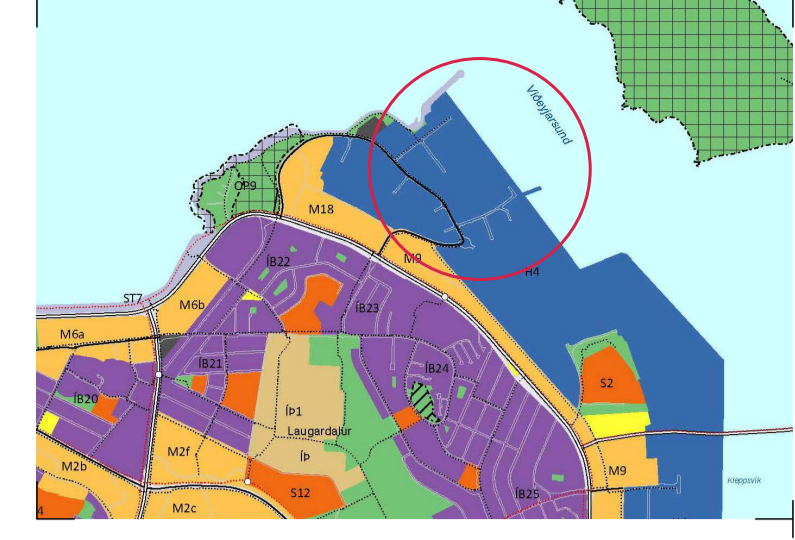 Viðeyjarsund
OP9
M18
ÍB22
M9
H4
ST7
M6b
ÍB23
M6a
ÍB21
ÍB24
S2
ÍB20
ÍÞ1
Laugardalur
M2f
ÍÞ
M2b
M9
S12
ÍB25
Kleppsvík
M2c
4